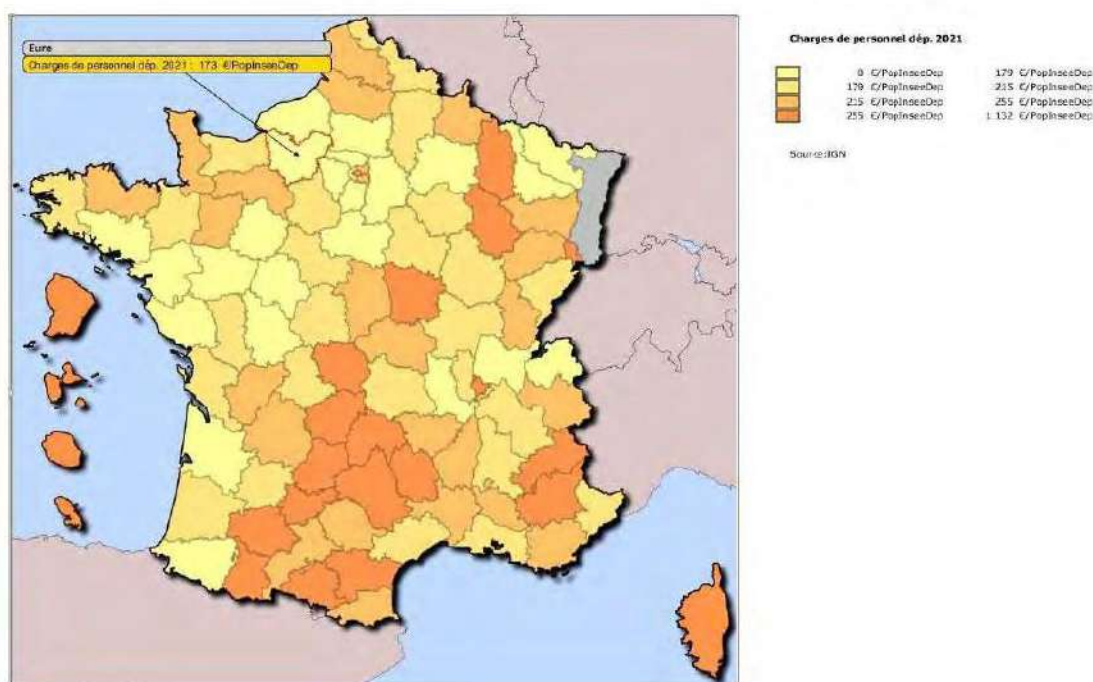 Eure
Charges de personnel dép. 2021 : 173 €/PopInseeDep
Charges de personnel dép. 2021
0 €/PopInseeDep 179 €/PopInseeDep
179 €/PopInseeDep 215 €/PopInseeDep
215 €/PopInseeDep 255 €/PopInseeDep
255 €/PopInseeDep 1 132 €/PopInseeDep
Source:IGN